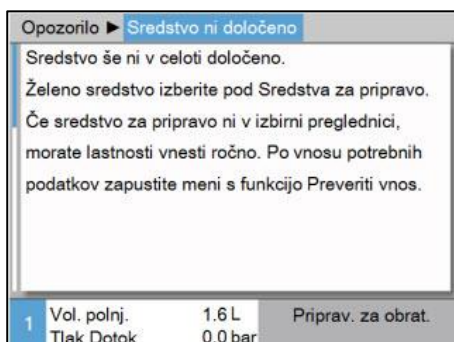 Opozorilo ► Sredstvo ni določeno
Sredstvo še ni v celoti določeno.
Želeno sredstvo izberite pod Sredstva za pripravo.
Če sredstvo za pripravo ni v izbirni preglednici,
morate lastnosti vnesti ročno. Po vnosu potrebnih
podatkov zapustite meni s funkcijo Preveriti vnos.
1 Vol. polnj. 1.6 L Priprav. za obrat.
Tlak Dotok 0.0 bar